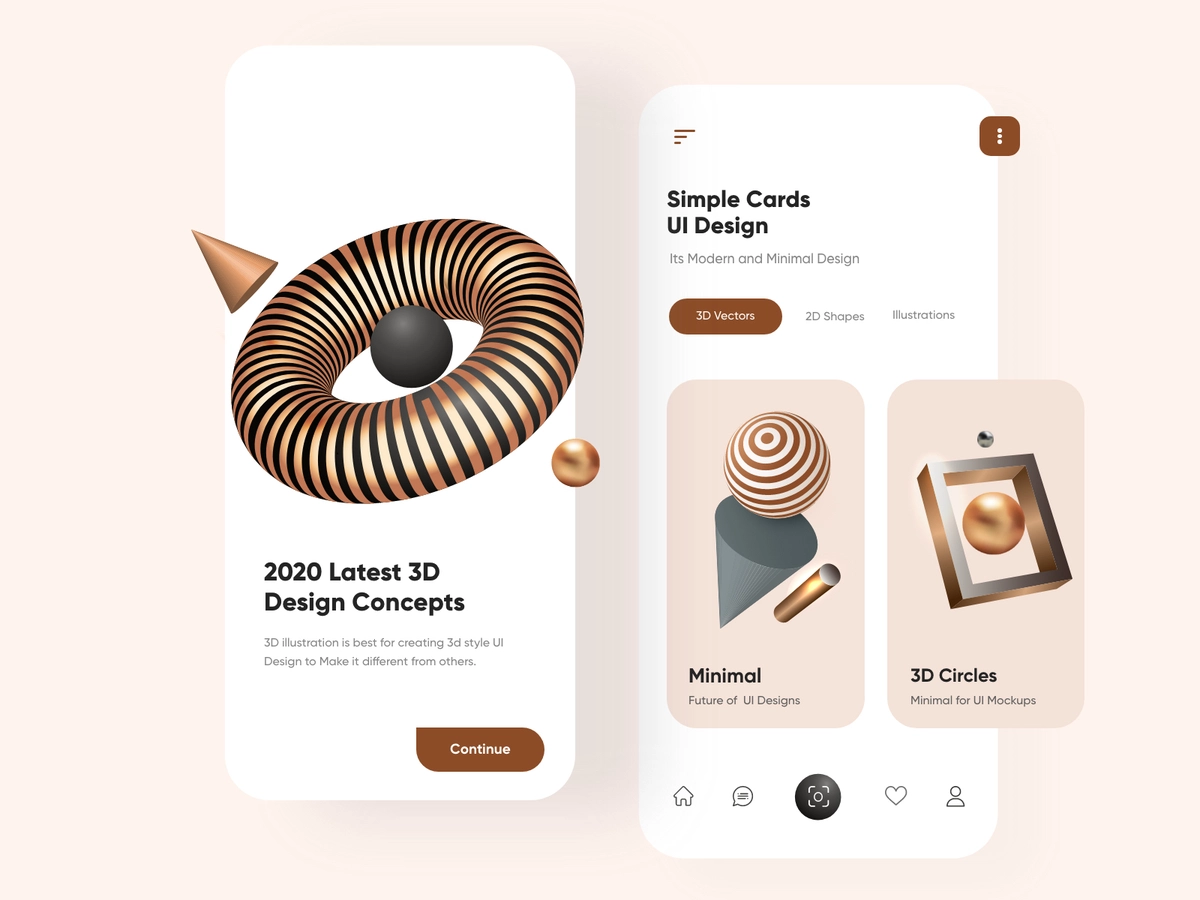 2020 Latest 3D
Design Concepts
3D illustration is best for creating 3d style UI
Design to Make it different from others.
Continue
Simple Cards
UI Design
Its Modern and Minimal Design
3D Vectors
2D Shapes
Illustrations
Minimal
Future of  UI Designs
3D Circles
Minimal for UI Mockups